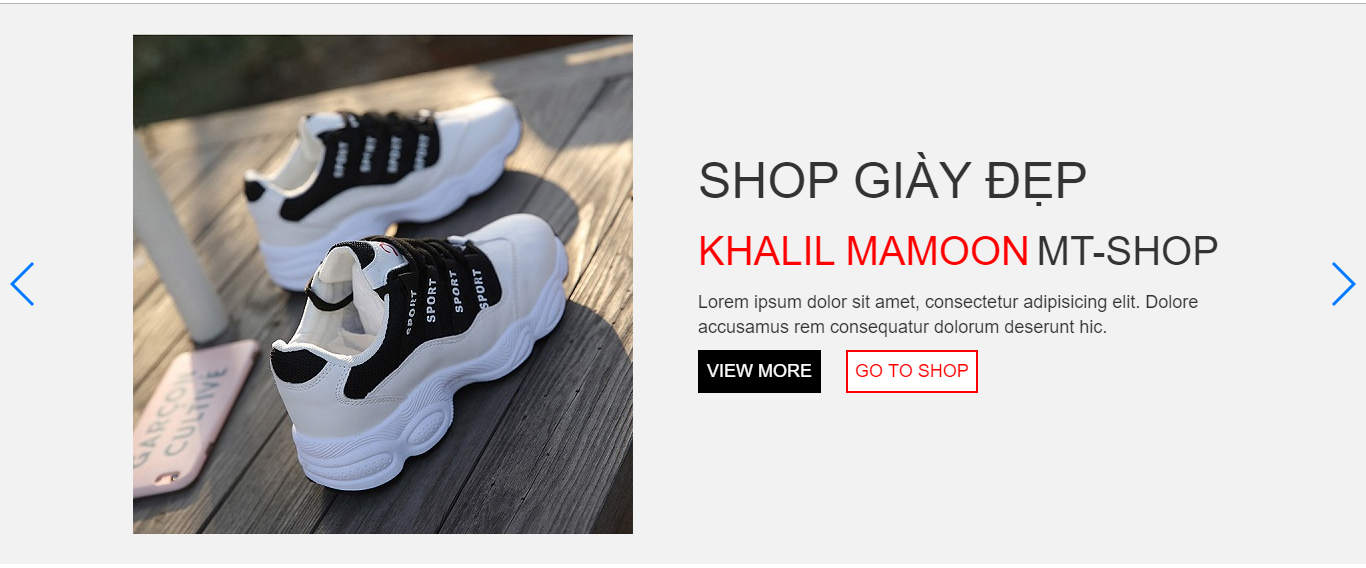 SPORT SPORT SPORT SPORT
SPORT SPORT SPORT SPORT
GARÇON
CULTIVE
SHOP GIÀY ĐẸP
KHALIL MAMOON MT-SHOP
Lorem ipsum dolor sit amet, consectetur adipisicing elit. Dolore
accusamus rem consequatur dolorum deserunt hic.
VIEW MORE GO TO SHOP